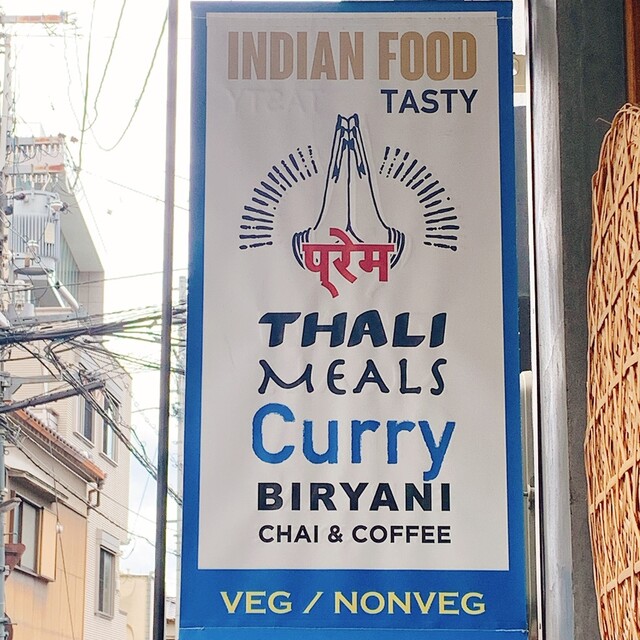 INDIAN FOOD
TASTY
प्रेम
THALI
MEALS
Curry
BIRYANI
CHAI & COFFEE
VEG / NONVEG